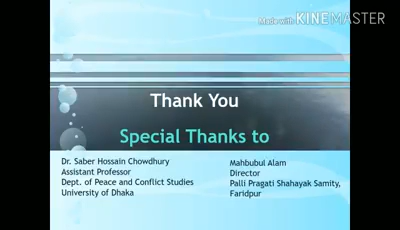 Made with KINEMASTER
Thank You
Special Thanks to
Dr. Saber Hossain Chowdhury
Assistant Professor
Dept. of Peace and Conflict Studies
University of Dhaka
Mahbubul Alam
Director
Palli Pragati Shahayak Samity,
Faridpur